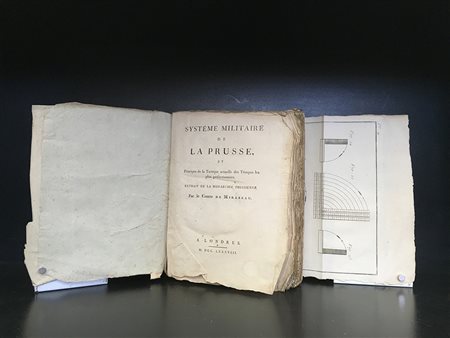 SYSTÊME MILITAIRE
DE
LA PRUSSE,
ET
Principes de la Tactique actuelle des Troupes les
plus perfectionnées;
EXTRAIT DE LA MONARCHIE PRUSSIENNE
Par le Comte DE MIRABEAU.
A LONDRES
M. DCC. LXXXVIII